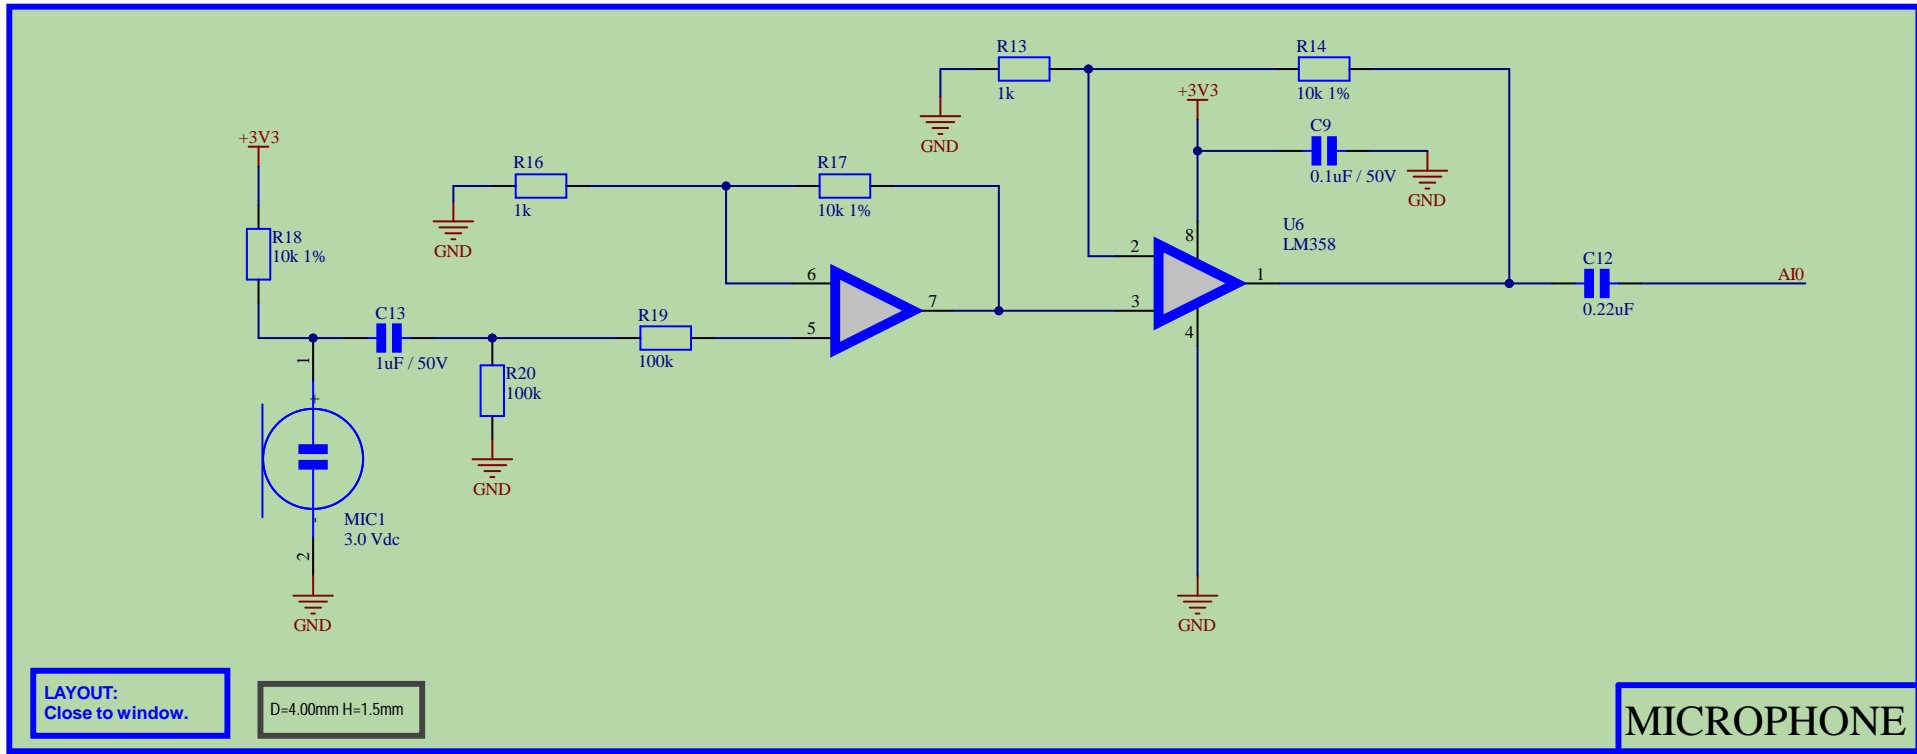 R13
1k
GND
R14
10k 1%
+3V3
C9
0.1uF / 50V
GND
+3V3
R16
1k
GND
R17
10k 1%
R18
10k 1%
U6
LM358
8
2
3
4
1
6
5
7
C12
0.22uF
AI0
C13
1uF / 50V
R19
100k
R20
100k
GND
1
+
-
2
MIC1
3.0 Vdc
GND
GND
LAYOUT:
Close to window.
D=4.00mm H=1.5mm
MICROPHONE